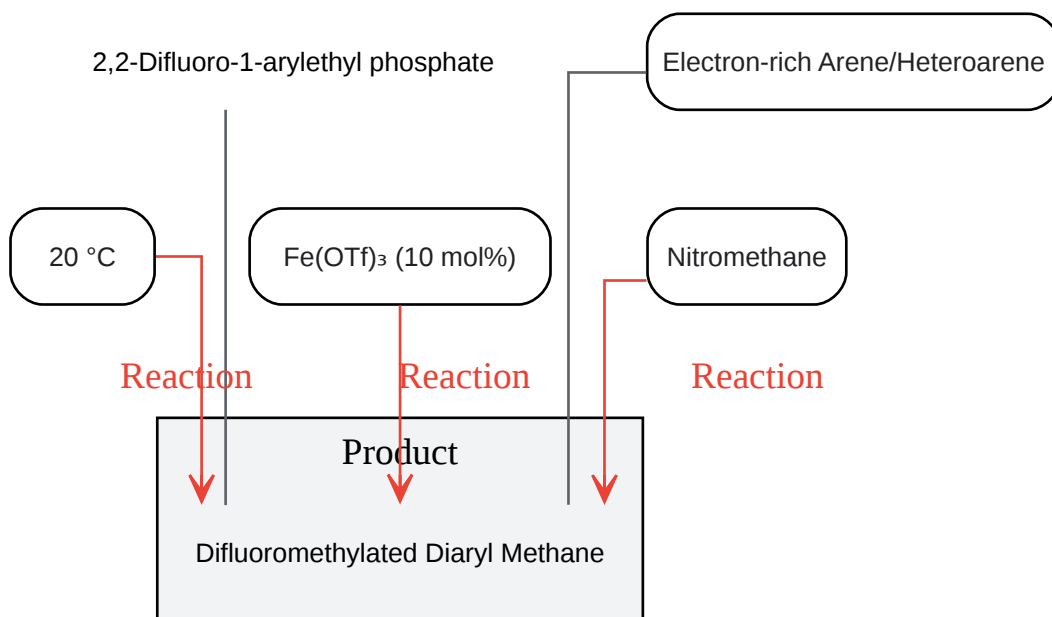 2,2-Difluoro-1-arylethyl phosphate
Electron-rich Arene/Heteroarene
20 °C
Fe(OTf)₃ (10 mol%)
Nitromethane
Reaction
Reaction
Reaction
Product
Difluoromethylated Diaryl Methane